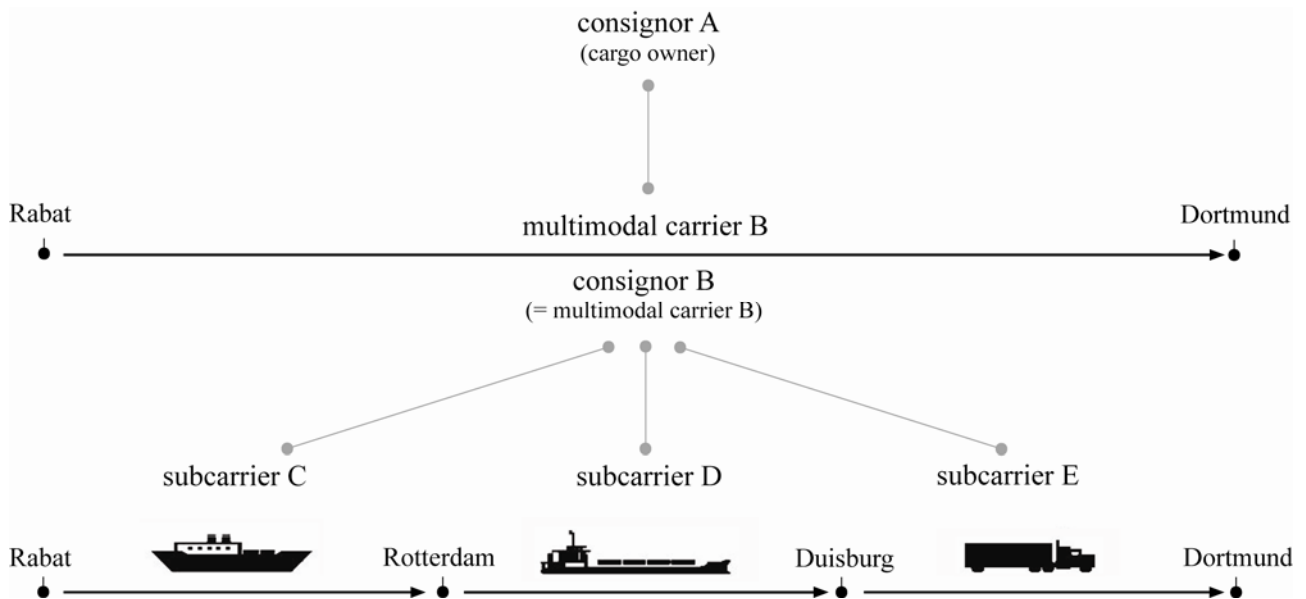 consignor A
(cargo owner)
Rabat
Dortmund
multimodal carrier B
consignor B
(= multimodal carrier B)
subcarrier C
subcarrier D
subcarrier E
Rabat
Rotterdam
Duisburg
Dortmund